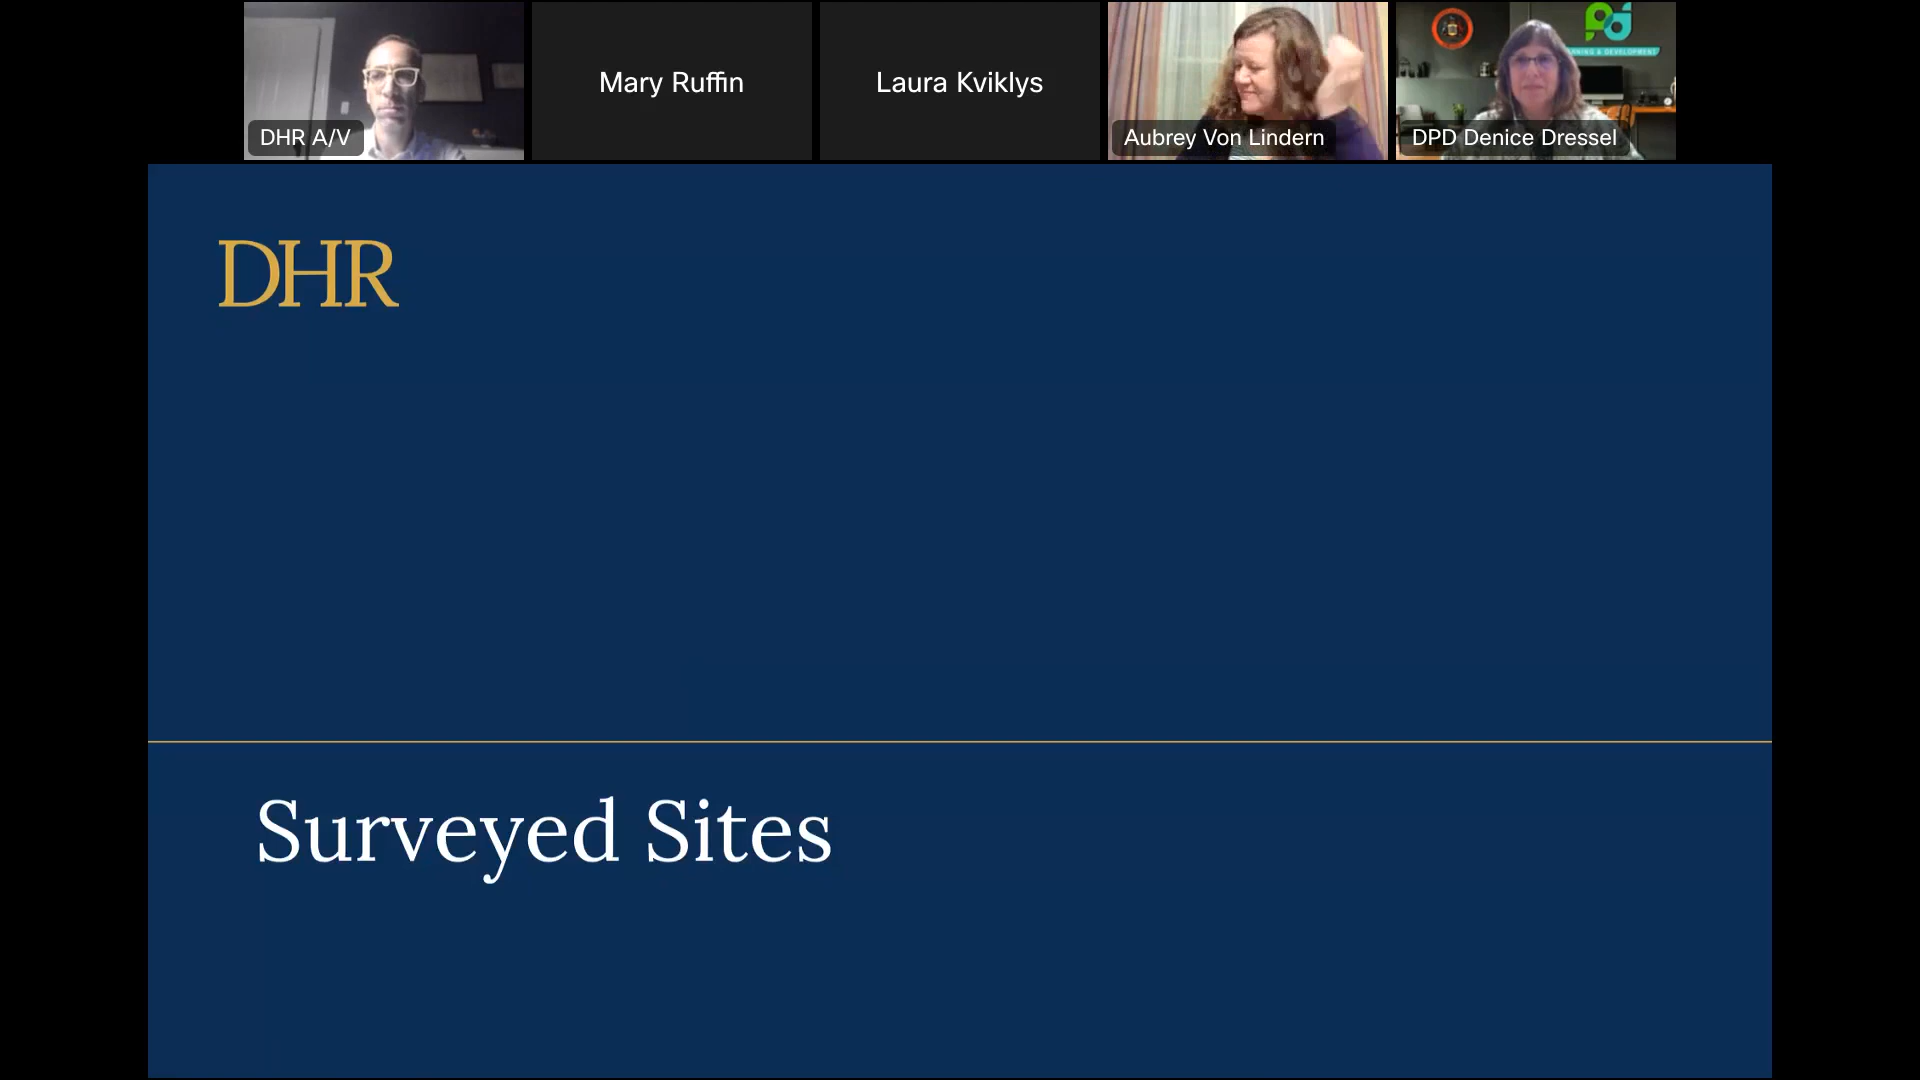 DHR A/V
Mary Ruffin
Laura Kviklys
Aubrey Von Lindern
DPD Denice Dressel
DHR
Surveyed Sites